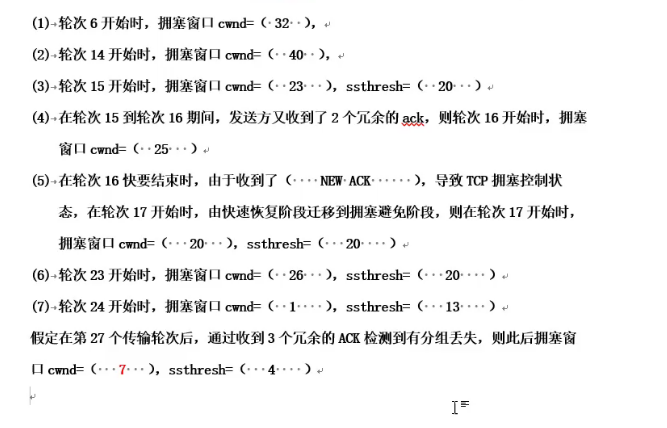 (1) 轮次 6 开始时，拥塞窗口 cwnd=( 32 )，
(2) 轮次 14 开始时，拥塞窗口 cwnd=( 40 )，
(3) 轮次 15 开始时，拥塞窗口 cwnd=( 23 )，ssthresh=( 20 )
(4) 在轮次 15 到轮次 16 期间，发送方又收到了 2 个冗余的 ack，则轮次 16 开始时，拥塞
窗口 cwnd=( 25 )
(5) 在轮次 16 快要结束时，由于收到了( NEW ACK )，导致 TCP 拥塞控制状
态，在轮次 17 开始时，由快速恢复阶段迁移到拥塞避免阶段，则在轮次 17 开始时，
拥塞窗口 cwnd=( 20 )，ssthresh=( 20 )
(6) 轮次 23 开始时，拥塞窗口 cwnd=( 26 )，ssthresh=( 20 )
(7) 轮次 24 开始时，拥塞窗口 cwnd=( 1 )，ssthresh=( 13 )
假定在第 27 个传输轮次后，通过收到 3 个冗余的 ACK 检测到有分组丢失，则此后拥塞窗
口 cwnd=( 7 )，ssthresh=( 4 )